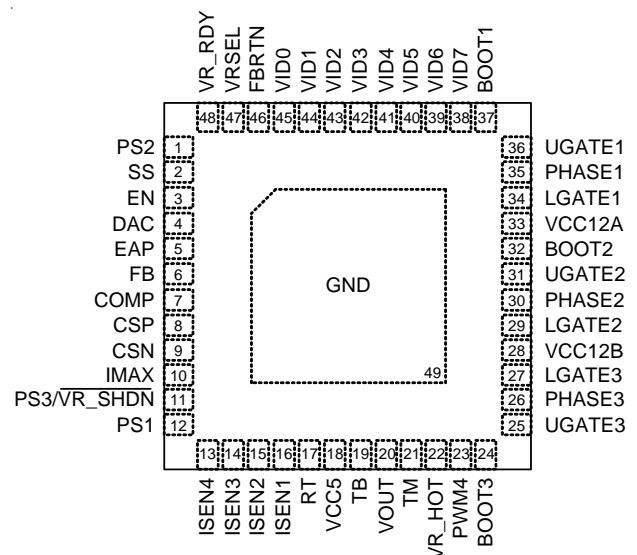 VR_RDY
VRSEL
FBRTN
VID0
VID1
VID2
VID3
VID4
VID5
VID6
VID7
BOOT1
48 47 46 45 44 43 42 41 40 39 38 37
PS2 1
SS 2
EN 3
DAC 4
EAP 5
FB 6
COMP 7
CSP 8
CSN 9
IMAX 10
PS3/VR_SHDN 11
PS1 12
GND
49
36 UGATE1
35 PHASE1
34 LGATE1
33 VCC12A
32 BOOT2
31 UGATE2
30 PHASE2
29 LGATE2
28 VCC12B
27 LGATE3
26 PHASE3
25 UGATE3
13 14 15 16 17 18 19 20 21 22 23 24
ISEN4
ISEN3
ISEN2
ISEN1
RT
VCC5
TB
VOUT
TM
VR_HOT
PWM4
BOOT3